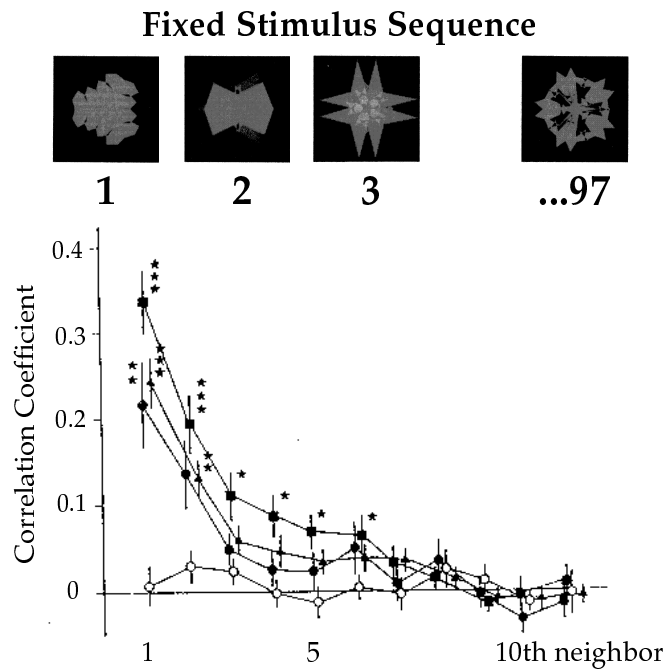 Fixed Stimulus Sequence
1 2 3 ...97
Correlation Coefficient
0.4
0.3
0.2
0.1
0
1 5 10th neighbor